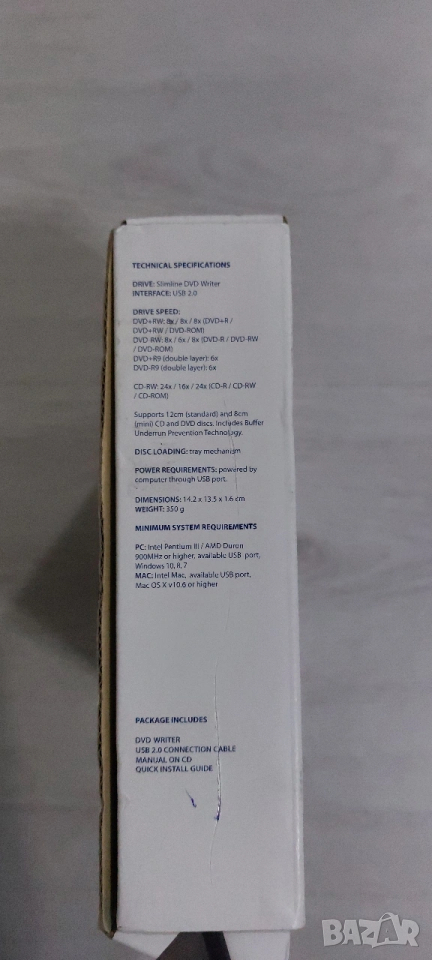 TECHNICAL SPECIFICATIONS
DRIVE: Slimline DVD Writer
INTERFACE: USB 2.0
DRIVE SPEED:
DVD+RW: 8x / 8x / 8x (DVD+R /
DVD+RW / DVD-ROM)
DVD-RW: 8x / 6x / 8x (DVD-R / DVD-RW
/ DVD-ROM)
DVD+R9 (double layer): 6x
DVD-R9 (double layer): 6x
CD-RW: 24x / 16x / 24x (CD-R / CD-RW
/ CD-ROM)
Supports 12cm (standard) and 8cm
(mini) CD and DVD discs, includes Buffer
Underrun Prevention Technology.
DISC LOADING: tray mechanism
POWER REQUIREMENTS: powered by
computer through USB port.
DIMENSIONS: 14.2 x 13.5 x 1.6 cm
WEIGHT: 350 g
MINIMUM SYSTEM REQUIREMENTS
PC: Intel Pentium III / AMD Duron
900MHz or higher, available USB port,
Windows 10, 8, 7
MAC: Intel Mac, available USB port,
Mac OS X v10.6 or higher
PACKAGE INCLUDES
DVD WRITER
USB 2.0 CONNECTION CABLE
MANUAL ON CD
QUICK INSTALL GUIDE
BAZAR